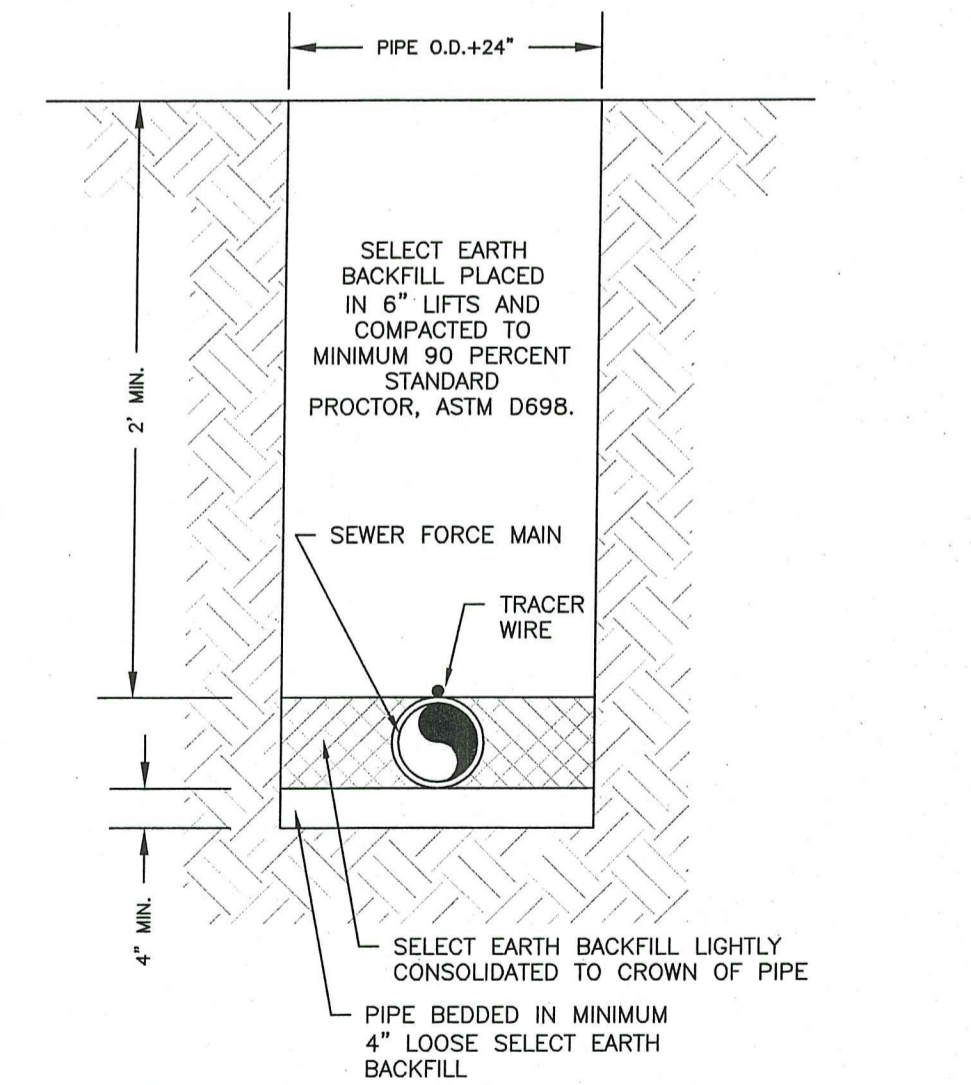 PIPE O.D.+24"
SELECT EARTH
BACKFILL PLACED
IN 6" LIFTS AND
COMPACTED TO
MINIMUM 90 PERCENT
STANDARD
PROCTOR, ASTM D698.
2' MIN.
SEWER FORCE MAIN
TRACER
WIRE
4" MIN.
SELECT EARTH BACKFILL LIGHTLY
CONSOLIDATED TO CROWN OF PIPE
PIPE BEDDED IN MINIMUM
4" LOOSE SELECT EARTH
BACKFILL